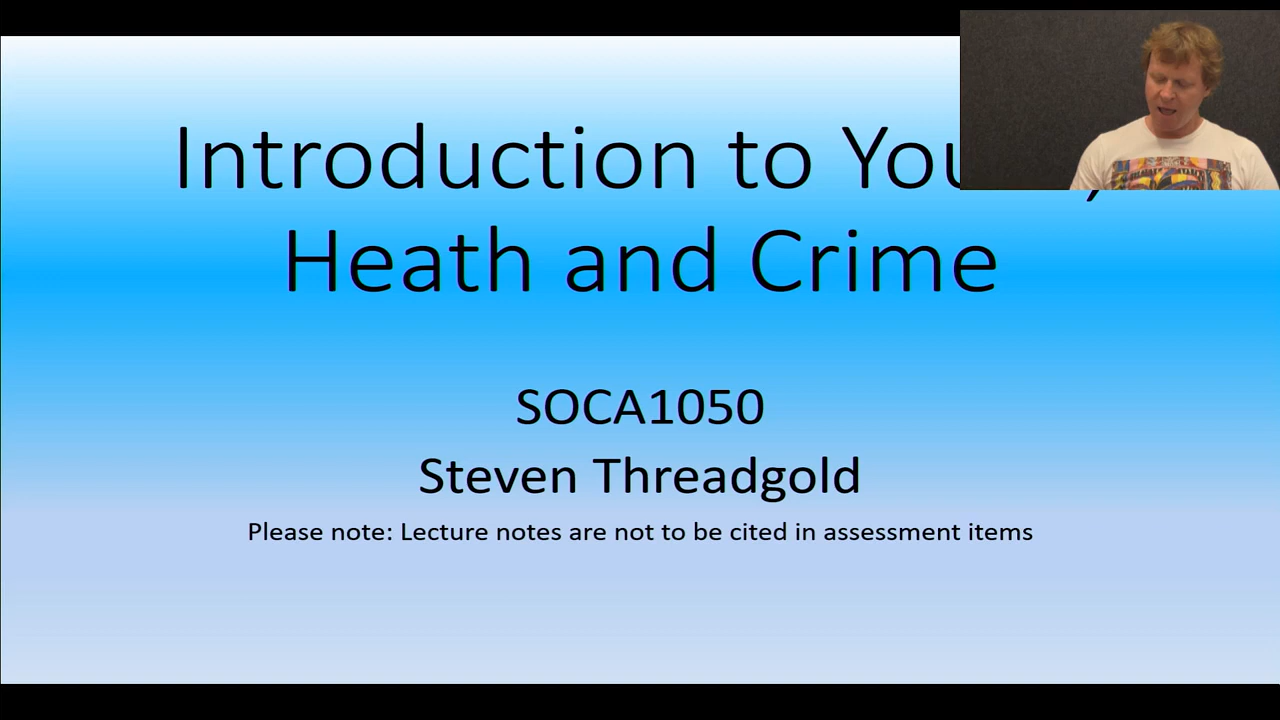 Introduction to You
Heath and Crime
SOCA1050
Steven Threadgold
Please note: Lecture notes are not to be cited in assessment items